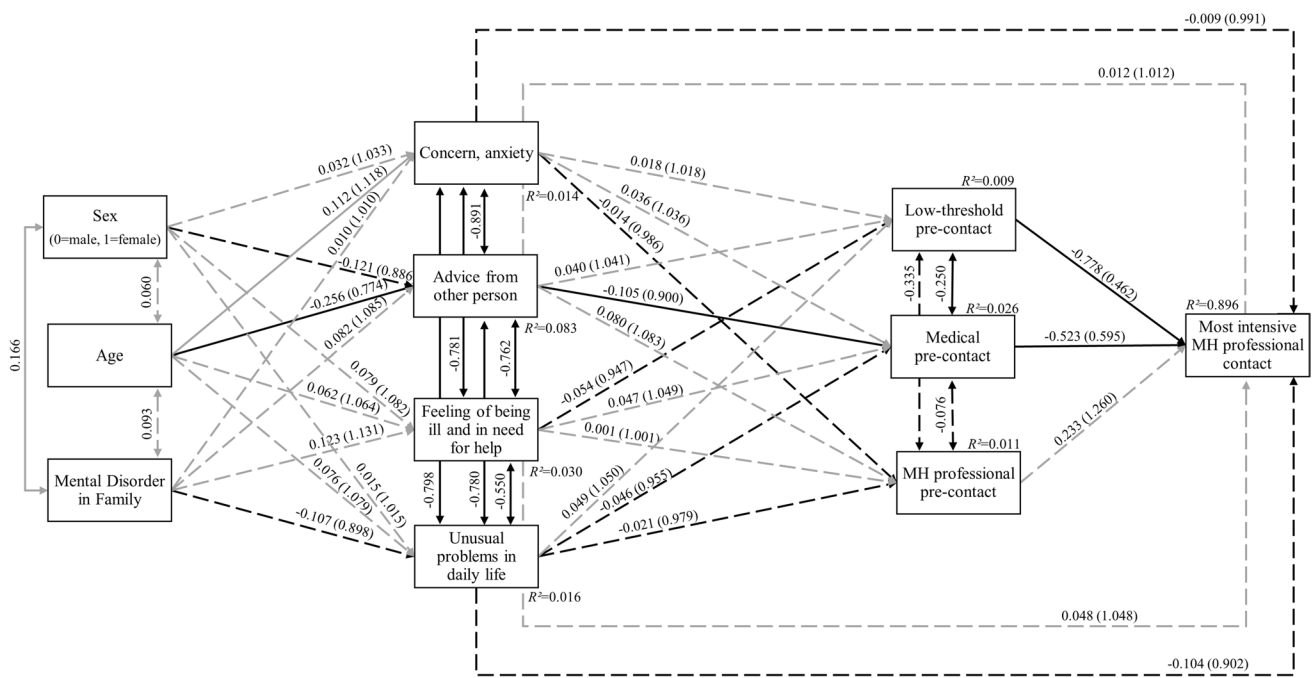 -0.009 (0.991)
0.012 (1.012)
Concern, anxiety
R²=0.014
0.032 (1.033)
0.112 (1.118)
0.010 (1.010)
0.018 (1.018)
0.036 (1.036)
-0.014 (0.986)
R²=0.009
Low-threshold
pre-contact
Sex
(0=male, 1=female)
-0.891
-0.121 (0.886
-0.256 (0.774)
0.082 (1.085)
Advice from
other person
R²=0.083
0.040 (1.041)
-0.105 (0.900)
0.080 (1.083)
-0.335
-0.250
-0.778 (0.462)
0.060
0.166
Age
R²=0.026
Medical
pre-contact
-0.523 (0.595)
R²=0.896
Most intensive
MH professional
contact
-0.781
-0.762
0.079 (1.082)
0.062 (1.064)
0.123 (1.131)
0.093
Feeling of being
ill and in need
for help
R²=0.030
-0.054 (0.947)
0.047 (1.049)
0.001 (1.001)
-0.076
0.233 (1.260)
Mental Disorder
in Family
R²=0.011
MH professional
pre-contact
0.076 (1.079)
0.015 (1.015)
-0.107 (0.898)
-0.798
-0.780
-0.550
0.049 (1.050)
-0.046 (0.955)
-0.021 (0.979)
Unusual
problems in
daily life
R²=0.016
0.048 (1.048)
-0.104 (0.902)